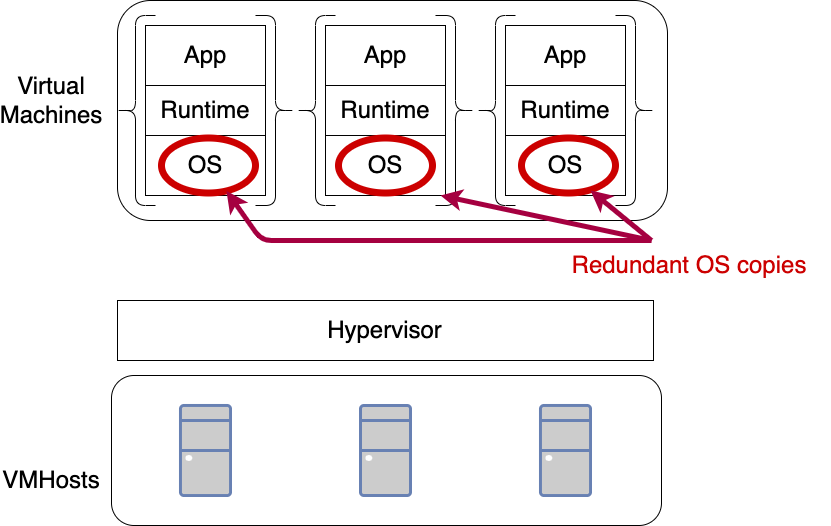 App
App
App
Virtual
Machines
Runtime
Runtime
Runtime
OS
OS
OS
Redundant OS copies
Hypervisor
VMHosts